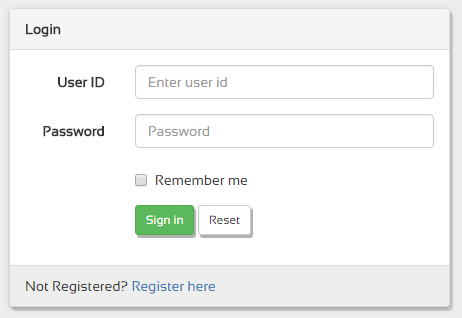 Login
User ID Enter user id
Password Password
Remember me
Sign in Reset
Not Registered? Register here